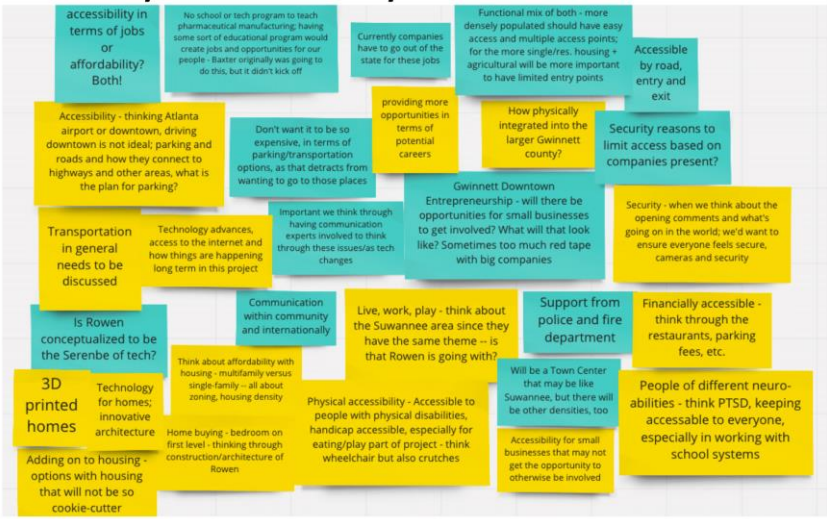 accessibility in
terms of jobs
or
affordability?
Both!
No school or tech program to teach
pharmaceutical manufacturing; having
some sort of educational program would
create jobs and opportunities for our
people - Baxter originally was going to
do this, but it didn't kick off
Currently companies
have to go out of the
state for these jobs
Functional mix of both - more
densely populated should have easy
access and multiple access points;
for the more single/res. housing +
agricultural will be more important
to have limited entry points
Accessible
by road,
entry and
exit
Accessibility - thinking Atlanta
airport or downtown, driving
downtown is not ideal; parking and
roads and how they connect to
highways and other areas, what is
the plan for parking?
Don't want it to be so
expensive, in terms of
parking/transportation
options, as that detracts from
wanting to go to those places
providing more
opportunities in
terms of
potential
careers
How physically
integrated into the
larger Gwinnett
county?
Security reasons to
limit access based on
companies present?
Transportation
in general
needs to be
discussed
Technology advances,
access to the internet and
how things are happening
long term in this project
Important we think through
having communication
experts involved to think
through these issues/as tech
changes
Gwinnett Downtown
Entrepreneurship - will there be
opportunities for small businesses
to get involved? What will that look
like? Sometimes too much red tape
with big companies
Security - when we think about the
opening comments and what's
going on in the world; we'd want to
ensure everyone feels secure,
cameras and security
Is Rowen
conceptualized to be
the Serenbe of tech?
Communication
within community
and internationally
Live, work, play - think about
the Suwannee area since they
have the same theme -- is
that Rowen is going with?
Support from
police and fire
department
Financially accessible -
think through the
restaurants, parking
fees, etc.
3D
printed
homes
Technology
for homes;
innovative
architecture
Think about affordability with
housing - multifamily versus
single-family -- all about
zoning, housing density
Will be a Town Center
that may be like
Suwannee, but there will
be other densities, too
People of different neuro-
abilities - think PTSD, keeping
accessable to everyone,
especially in working with
school systems
Physical accessibility - Accessible to
people with physical disabilities,
handicap accessible, especially for
eating/play part of project - think
wheelchair but also crutches
Home buying - bedroom on
first level - thinking through
construction/architecture of
Rowen
Accessibility for small
businesses that may not
get the opportunity to
otherwise be involved
Adding on to housing -
options with housing
that will not be so
cookie-cutter